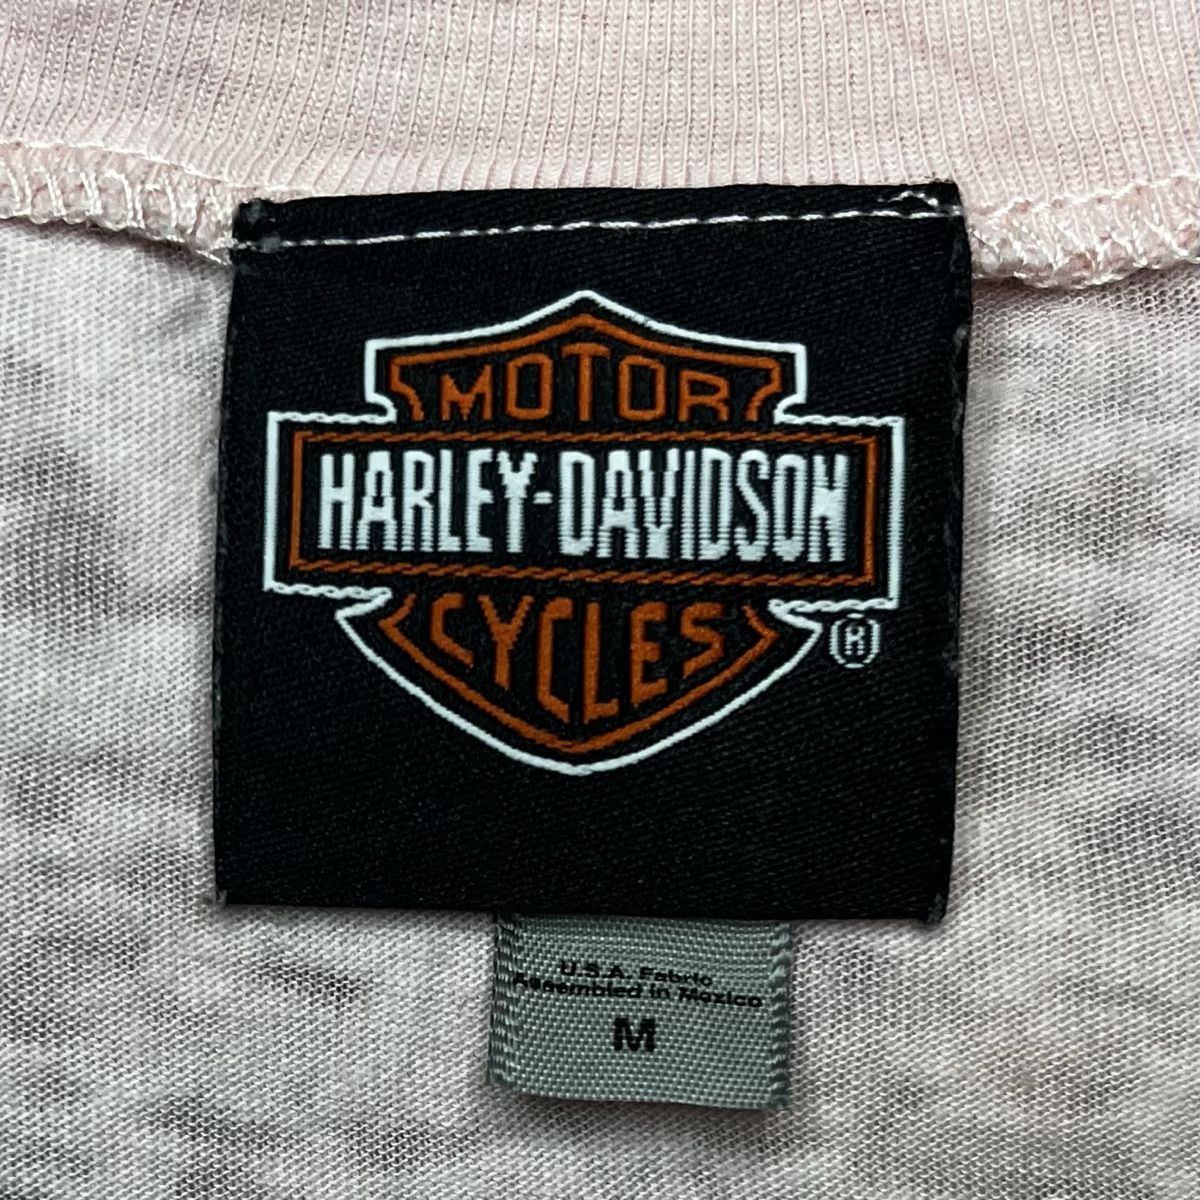 MOTOR
HARLEY-DAVIDSON
CYCLES
®
U.S.A. Fabric
Assembled in Mexico
M